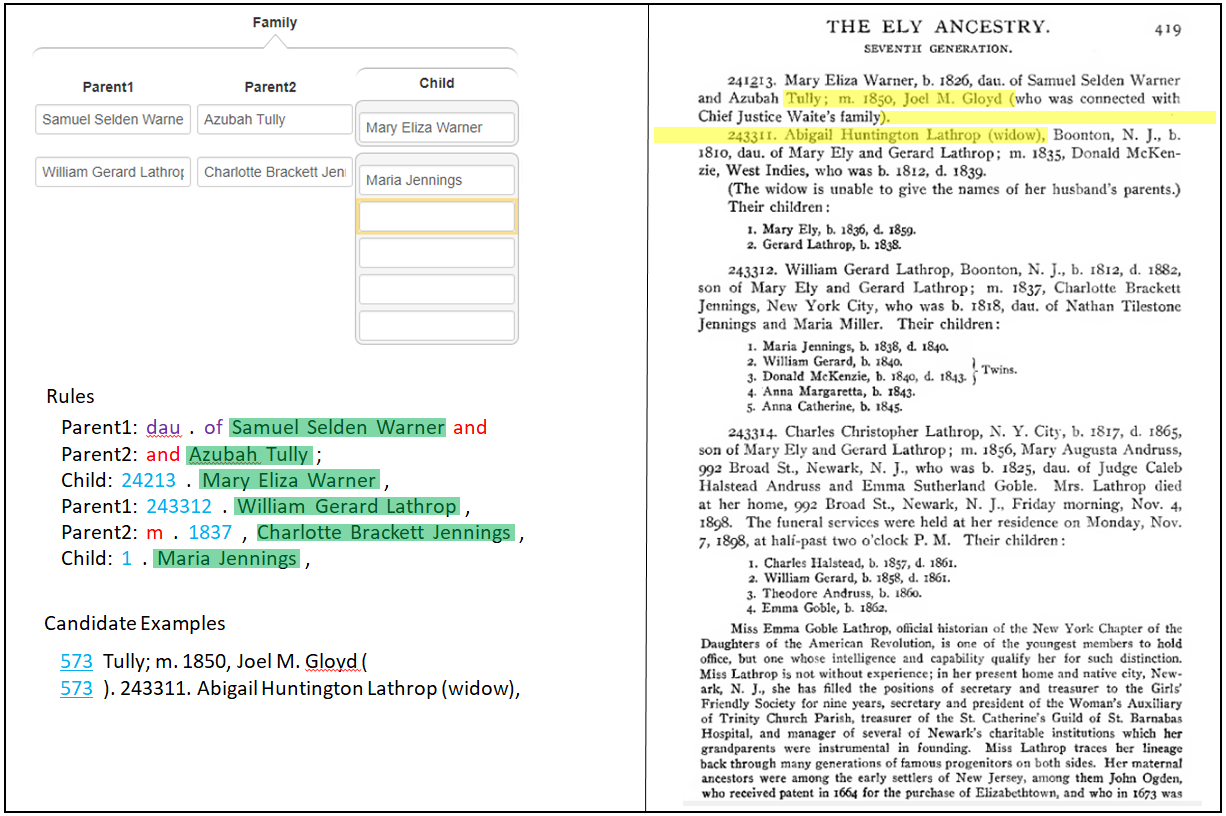 Family
Parent1
Parent2
Child
Samuel Selden Warne
Azubah Tully
Mary Eliza Warner
William Gerard Lathrop
Charlotte Brackett Jen
Maria Jennings
Rules
Parent1: dau . of Samuel Selden Warner and
Parent2: and Azubah Tully ;
Child: 24213 . Mary Eliza Warner ,
Parent1: 243312 . William Gerard Lathrop ,
Parent2: m . 1837 , Charlotte Brackett Jennings ,
Child: 1 . Maria Jennings ,
Candidate Examples
573 Tully; m. 1850, Joel M. Gloyd (
573 ). 243311. Abigail Huntington Lathrop (widow),
THE ELY ANCESTRY. 419
SEVENTH GENERATION.
241213. Mary Eliza Warner, b. 1826, dau. of Samuel Selden Warner
and Azubah Tully; m. 1850, Joel M. Gloyd (who was connected with
Chief Justice Waite's family).
243311. Abigail Huntington Lathrop (widow), Boonton, N. J., b.
1810, dau. of Mary Ely and Gerard Lathrop; m. 1835, Donald McKen-
zie, West Indies, who was b. 1812, d. 1839.
(The widow is unable to give the names of her husband's parents.)
Their children:
1. Mary Ely, b. 1836, d. 1859.
2. Gerard Lathrop, b. 1838.
243312. William Gerard Lathrop, Boonton, N. J., b. 1812, d. 1882,
son of Mary Ely and Gerard Lathrop; m. 1837, Charlotte Brackett
Jennings, New York City, who was b. 1818, dau. of Nathan Tilestone
Jennings and Maria Miller. Their children:
1. Maria Jennings, b. 1838, d. 1840.
2. William Gerard, b. 1840.
3. Donald McKenzie, b. 1840, d. 1843. } Twins.
4. Anna Margaretta, b. 1843.
5. Anna Catherine, b. 1845.
243314. Charles Christopher Lathrop, N. Y. City, b. 1817, d. 1865,
son of Mary Ely and Gerard Lathrop; m. 1856, Mary Augusta Andruss,
992 Broad St., Newark, N. J., who was b. 1825, dau. of Judge Caleb
Halstead Andruss and Emma Sutherland Goble. Mrs. Lathrop died
at her home, 992 Broad St., Newark, N. J., Friday morning, Nov. 4,
1898. The funeral services were held at her residence on Monday, Nov.
7, 1898, at half-past two o'clock P. M. Their children:
1. Charles Halstead, b. 1857, d. 1861.
2. William Gerard, b. 1858, d. 1861.
3. Theodore Andruss, b. 1860.
4. Emma Goble, b. 1862.
Miss Emma Goble Lathrop, official historian of the New York Chapter of the
Daughters of the American Revolution, is one of the youngest members to hold
office, but one whose intelligence and capability qualify her for such distinction.
Miss Lathrop is not without experience; in her present home and native city, New-
ark, N. J., she has filled the positions of secretary and treasurer to the Girls'
Friendly Society for nine years, secretary and president of the Woman's Auxiliary
of Trinity Church Parish, treasurer of the St. Catherine's Guild of St. Barnabas
Hospital, and manager of several of Newark's charitable institutions which her
grandparents were instrumental in founding. Miss Lathrop traces her lineage
back through many generations of famous progenitors on both sides. Her maternal
ancestors were among the early settlers of New Jersey, among them John Ogden,
who received patent in 1664 for the purchase of Elizabethtown, and who in 1673 was